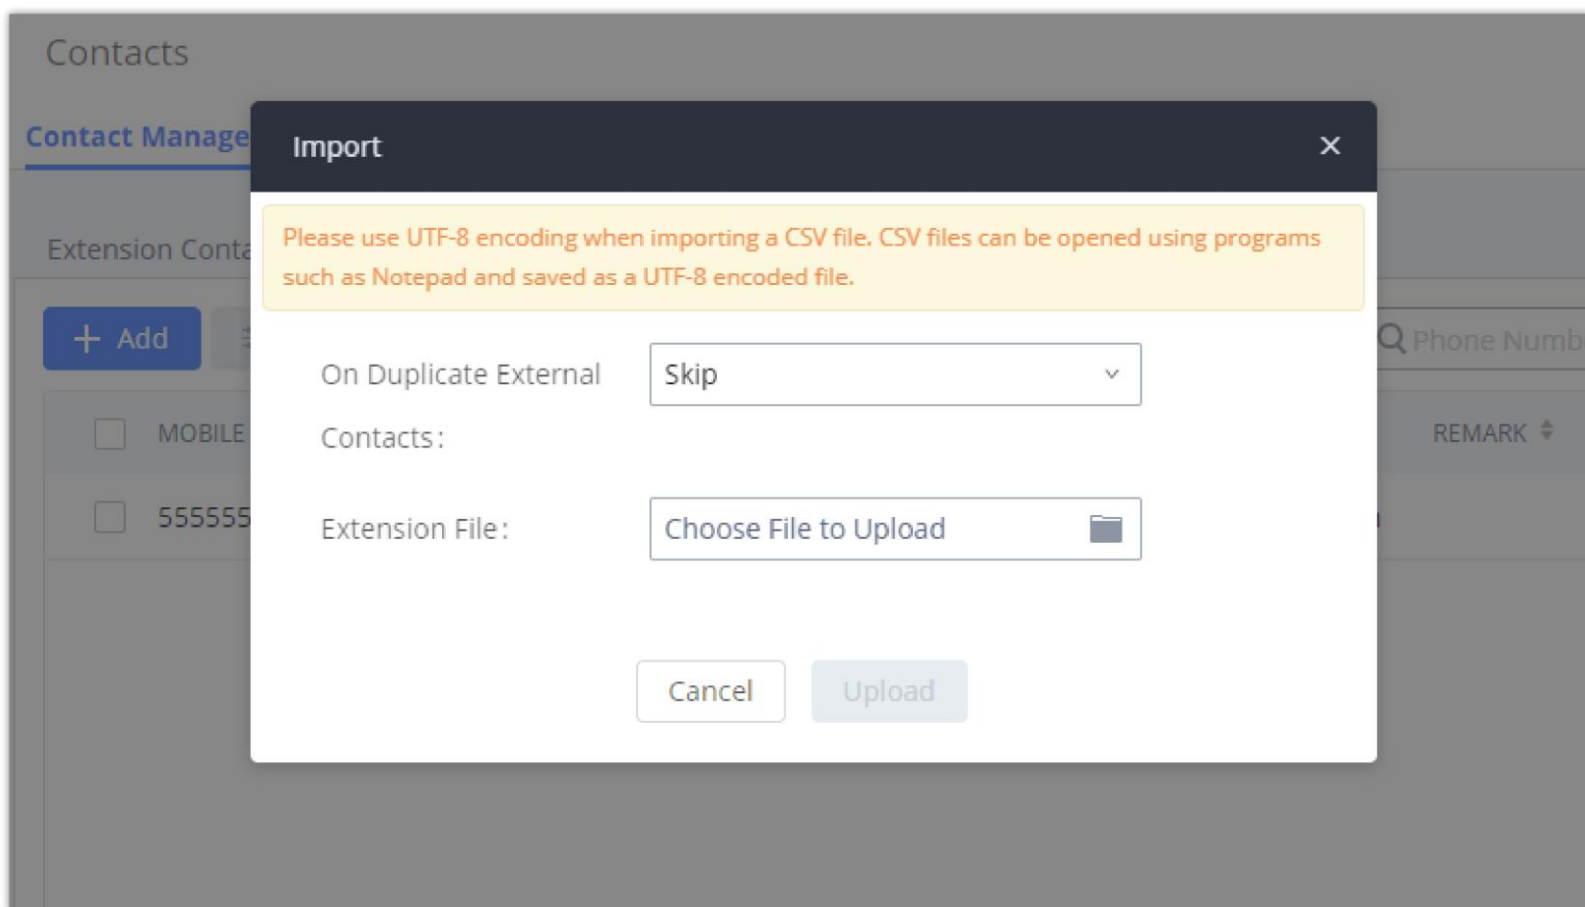 Contacts
Contact Manage
Import
Please use UTF-8 encoding when importing a CSV file. CSV files can be opened using programs
such as Notepad and saved as a UTF-8 encoded file.
Extension Conta
Add
Phone Numb
On Duplicate External
Contacts:
Skip
MOBILE
REMARK
555555
Extension File:
Choose File to Upload
Cancel
Upload